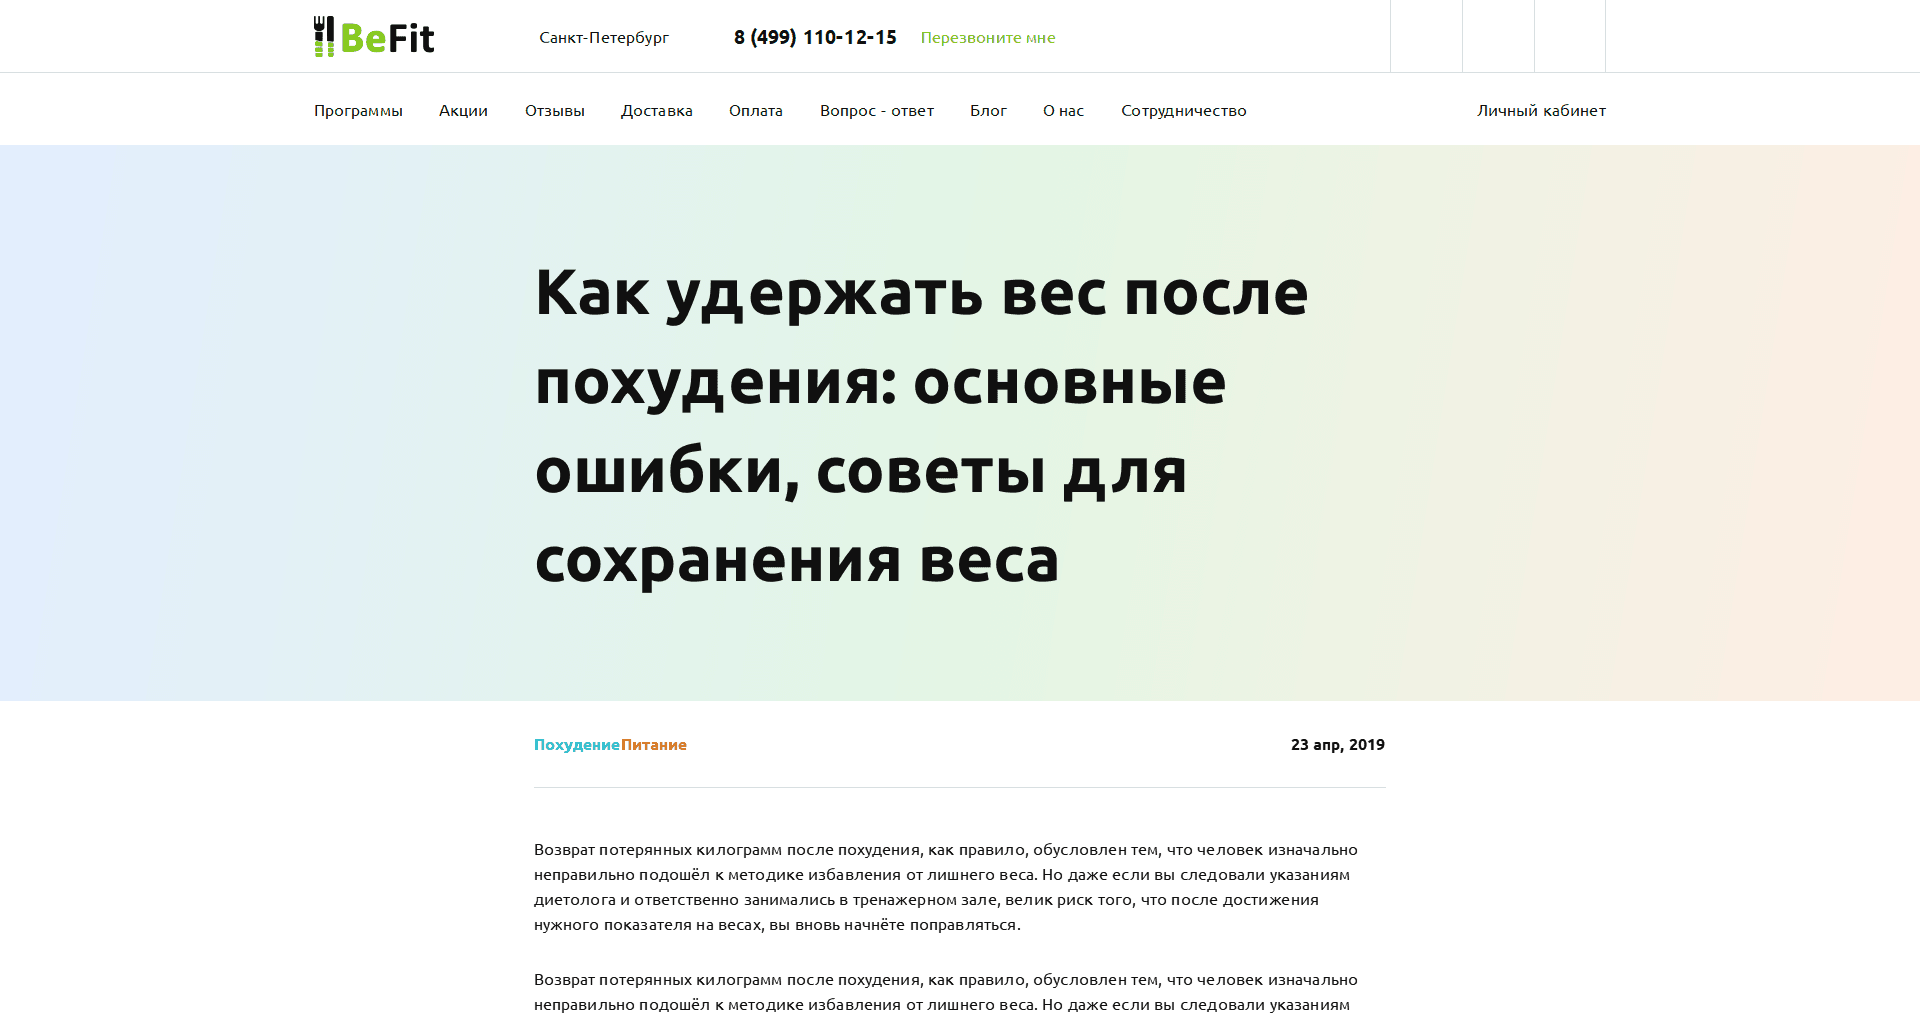 BeFit
Санкт-Петербург
8 (499) 110-12-15
Перезвоните мне
Программы
Акции
Отзывы
Доставка
Оплата
Вопрос - ответ
Блог
О нас
Сотрудничество
Личный кабинет
Как удержать вес после
похудения: основные
ошибки, советы для
сохранения веса
ПохудениеПитание
23 апр, 2019
Возврат потерянных килограмм после похудения, как правило, обусловлен тем, что человек изначально
неправильно подошёл к методике избавления от лишнего веса. Но даже если вы следовали указаниям
диетолога и ответственно занимались в тренажерном зале, велик риск того, что после достижения
нужного показателя на весах, вы вновь начнёте поправляться.
Возврат потерянных килограмм после похудения, как правило, обусловлен тем, что человек изначально
неправильно подошёл к методике избавления от лишнего веса. Но даже если вы следовали указаниям